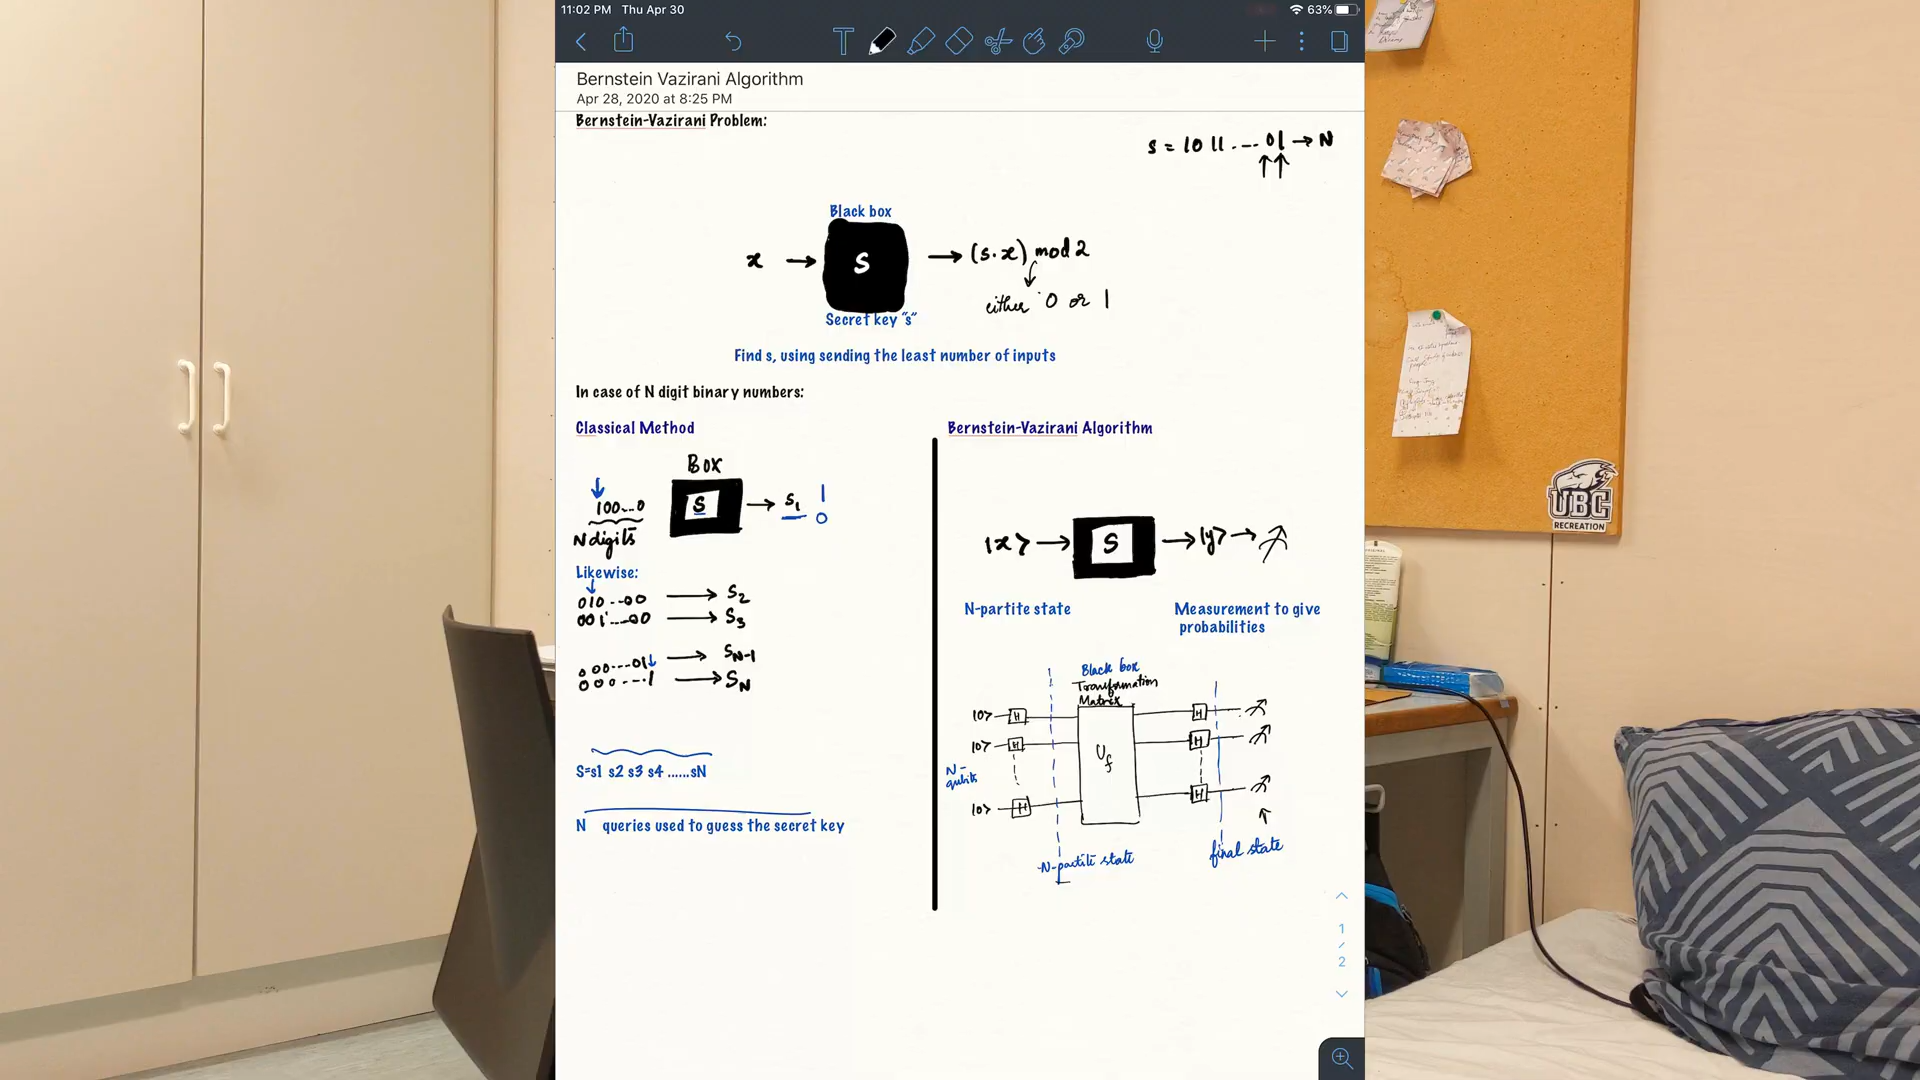 11:02 PM Thu Apr 30
63%
T
Bernstein Vazirani Algorithm
Apr 28, 2020 at 8:25 PM
Bernstein-Vazirani Problem:
s = 1011....01 → N
Black box
x → S → (s.x) mod 2
either 0 or 1
Secret key "s"
Find s, using sending the least number of inputs
In case of N digit binary numbers:
Classical Method
Box
100...0 S → s1 1
0
N digits
Likewise:
010...00 → S2
001...00 → S3
000...01 → SN-1
000...1 → SN
S=s1 s2 s3 s4 ......sN
N queries used to guess the secret key
Bernstein-Vazirani Algorithm
|x> → S → |y> →
N-partite state
Measurement to give
probabilities
Black box
Transformation
Matrix
|0> H H
|0> H H
Uf
N-
qubits
|0> H H
N-partite state
final state
1
/
2
UBC
RECREATION